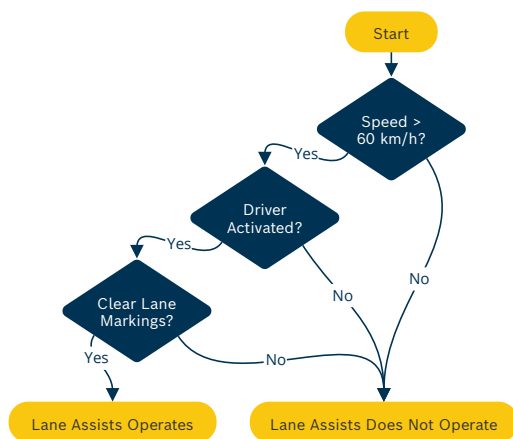 Start
Speed >
60 km/h?
Yes
Driver
Activated?
Yes
No
No
Clear Lane
Markings?
Yes
No
Lane Assists Operates
Lane Assists Does Not Operate